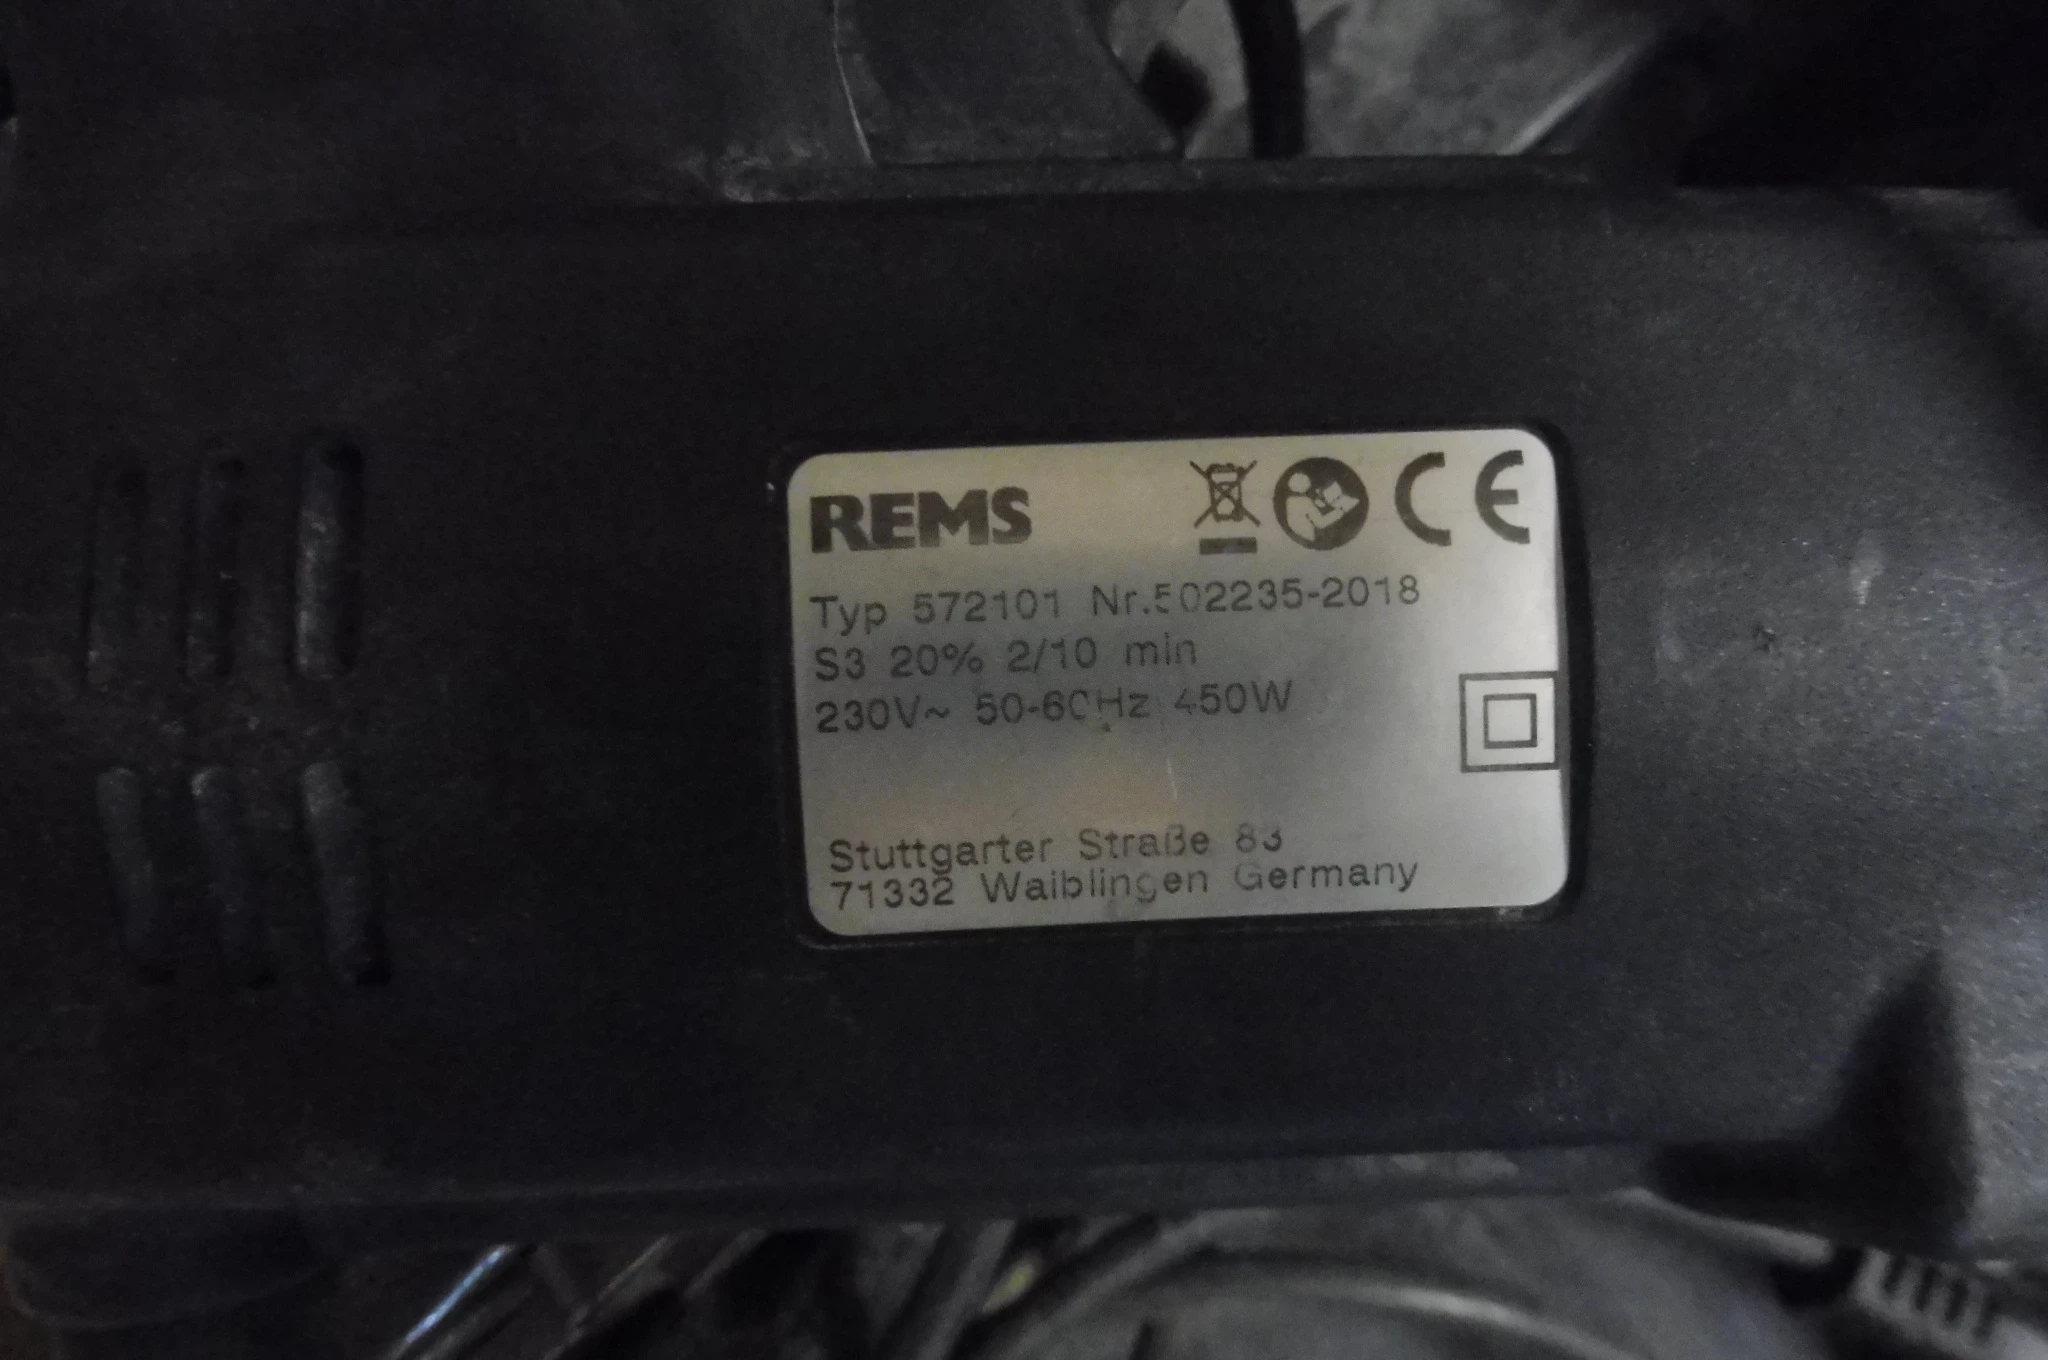 REMS CE
Typ 572101 Nr.502235-2018
S3 20% 2/10 min
230V~ 50-60Hz 450W
Stuttgarter Straße 83
71332 Waiblingen Germany